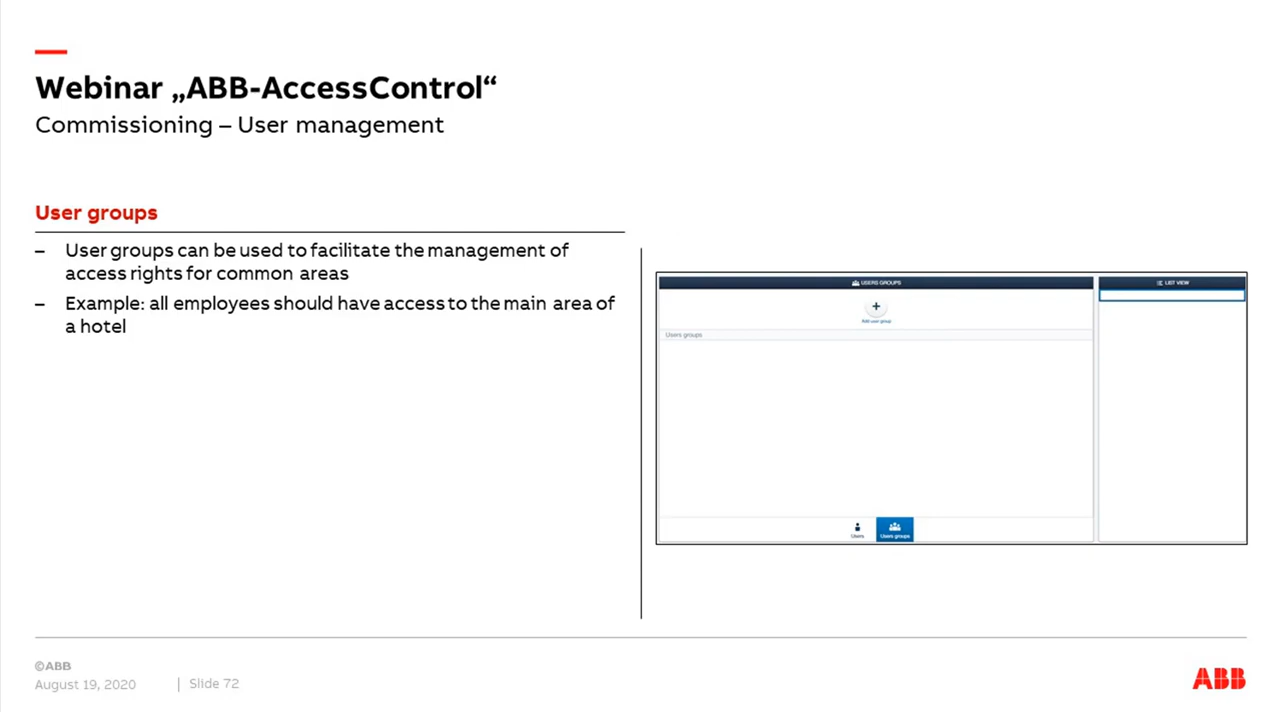 Webinar „ABB-AccessControl“
Commissioning – User management
User groups
– User groups can be used to facilitate the management of
access rights for common areas
– Example: all employees should have access to the main area of
a hotel
USERS GROUPS
LIST VIEW
Add user group
Users groups
Users
Users groups
©ABB
August 19, 2020 | Slide 72
ABB